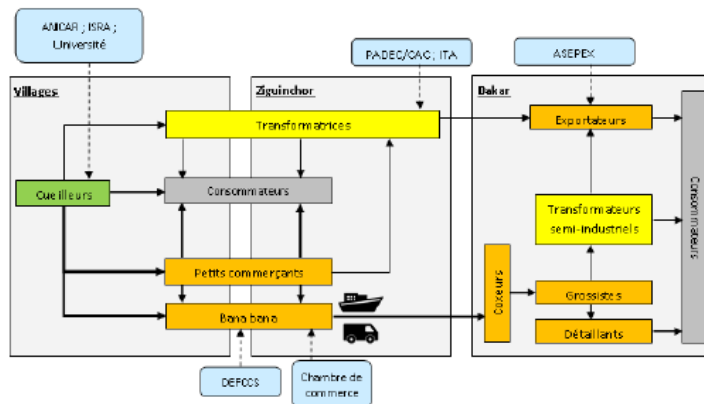 ANICAR ; ISRA ;
Université
PADEC/CAC ; ITA
ASEPEX
Villages
Ziguinchor
Dakar
Transformatrices
Exportateurs
Cueilleurs
Consommateurs
Transformateurs
semi-industriels
Consommateurs
Petits commerçants
Coxeurs
Grossistes
Bana bana
Détaillants
DEFCCS
Chambre de
commerce